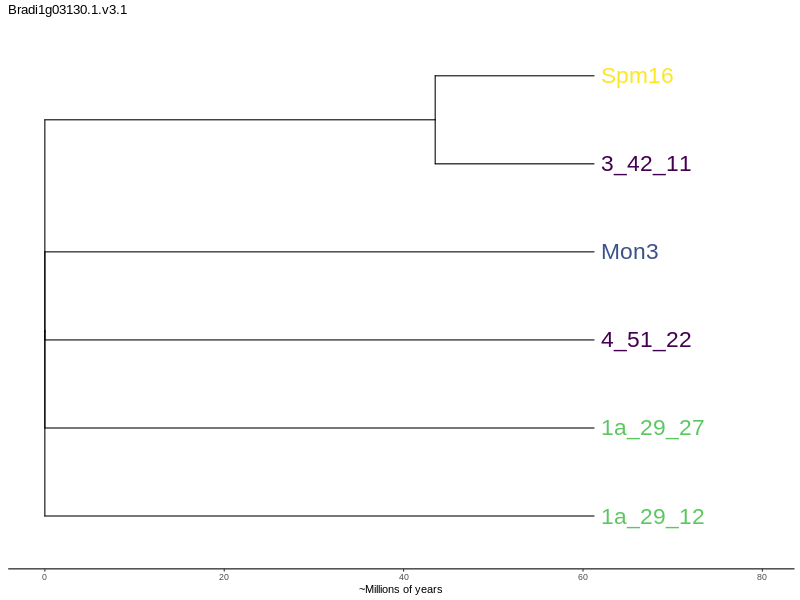 Bradi1g03130.1.v3.1
Spm16
3_42_11
Mon3
4_51_22
1a_29_27
1a_29_12
0 20 40 60 80
~Millions of years